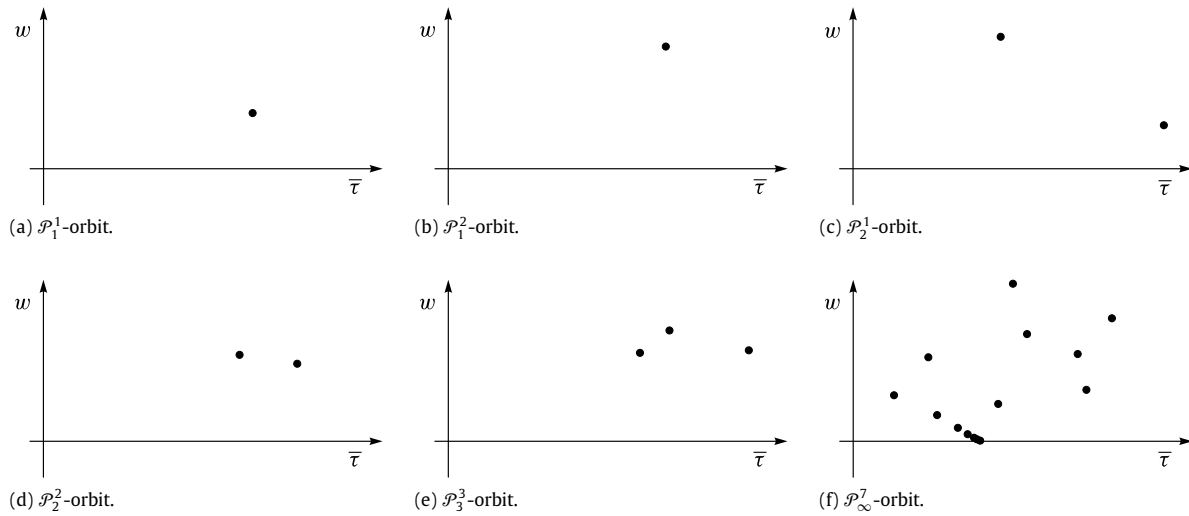 w
τ̅
(a) 𝒫₁¹-orbit.
w
τ̅
(b) 𝒫₁²-orbit.
w
τ̅
(c) 𝒫₂¹-orbit.
w
τ̅
(d) 𝒫₂²-orbit.
w
τ̅
(e) 𝒫₃³-orbit.
w
τ̅
(f) 𝒫∞⁷-orbit.